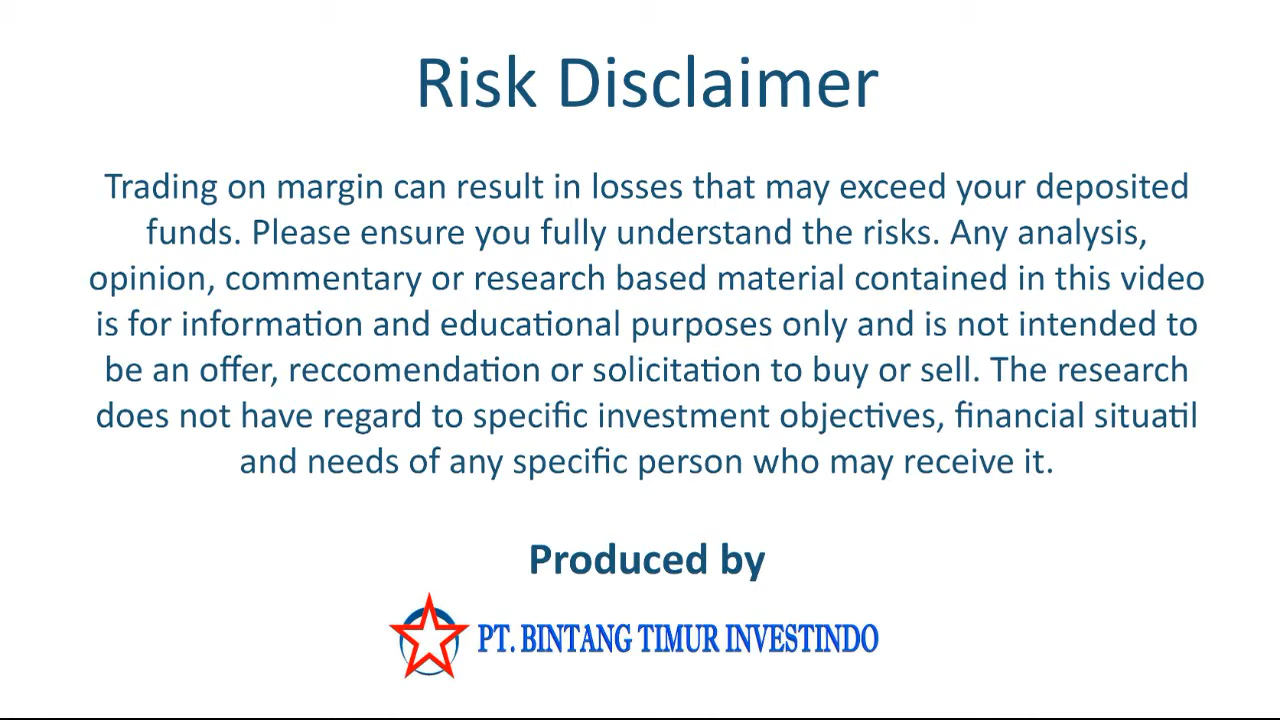 Risk Disclaimer
Trading on margin can result in losses that may exceed your deposited
funds. Please ensure you fully understand the risks. Any analysis,
opinion, commentary or research based material contained in this video
is for information and educational purposes only and is not intended to
be an offer, reccomendation or solicitation to buy or sell. The research
does not have regard to specific investment objectives, financial situatil
and needs of any specific person who may receive it.
Produced by
PT. BINTANG TIMUR INVESTINDO